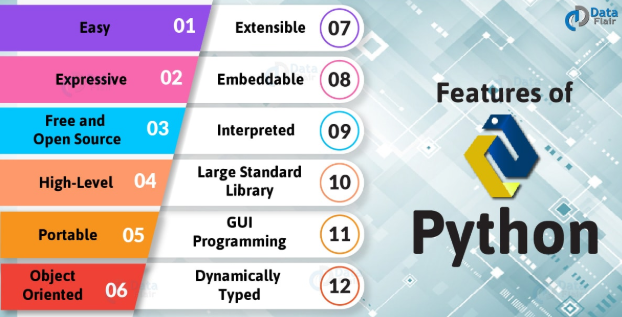 Data
Flair
Easy 01
Expressive 02
Free and
Open Source 03
High-Level 04
Portable 05
Object
Oriented 06
Extensible 07
Embeddable 08
Interpreted 09
Large Standard
Library 10
GUI
Programming 11
Dynamically
Typed 12
Features of
Python